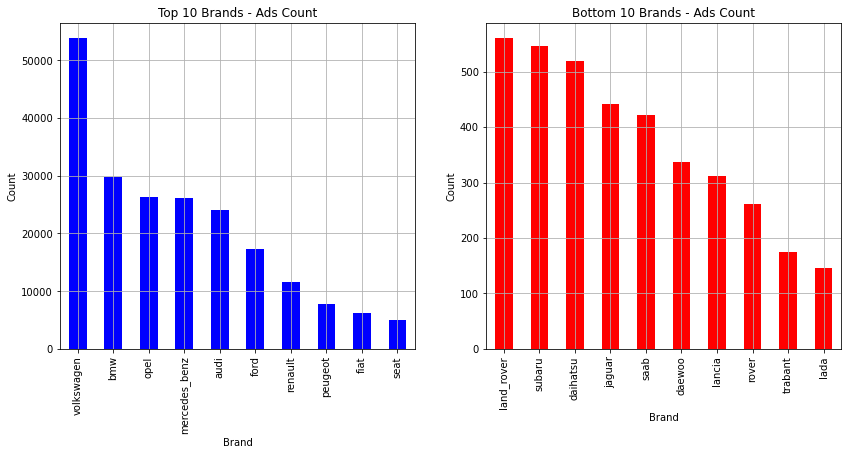 Top 10 Brands - Ads Count
50000
40000
30000
20000
10000
0
Count
volkswagen
bmw
opel
mercedes_benz
audi
ford
renault
peugeot
fiat
seat
Brand
Bottom 10 Brands - Ads Count
500
400
300
200
100
0
Count
land_rover
subaru
daihatsu
jaguar
saab
daewoo
lancia
rover
trabant
lada
Brand